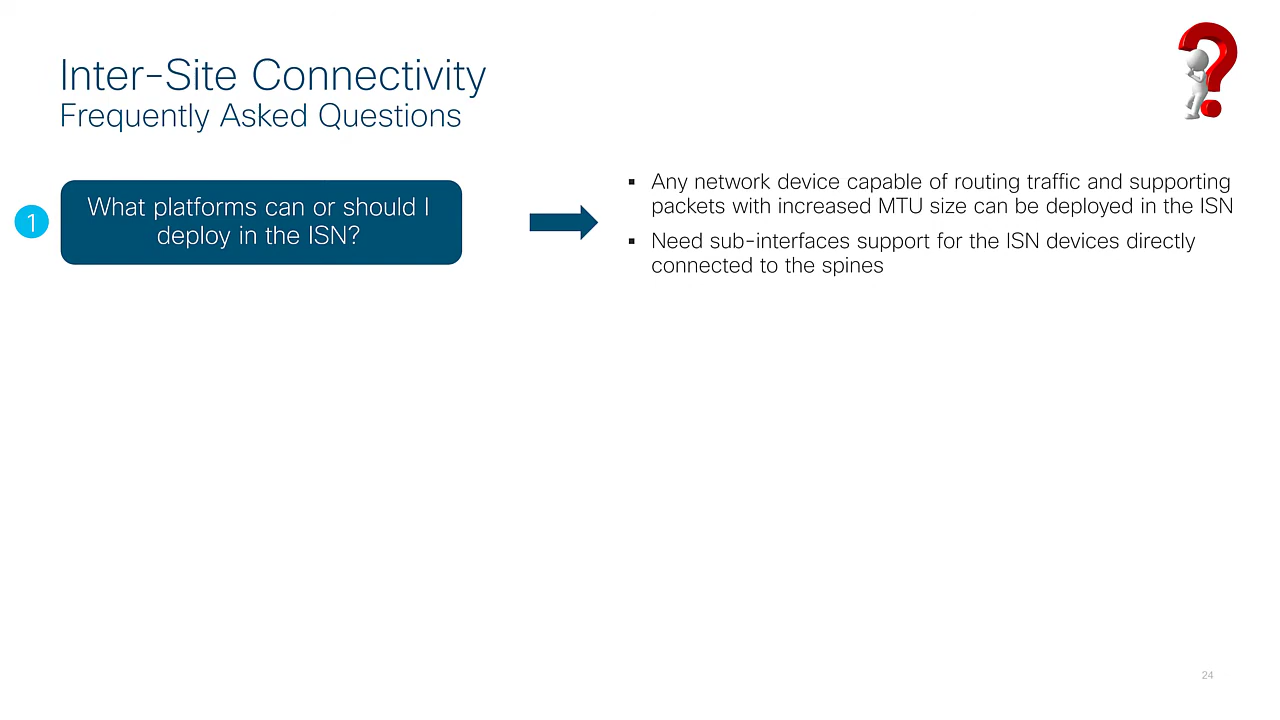 Inter-Site Connectivity
Frequently Asked Questions
1
What platforms can or should I
deploy in the ISN?
▪ Any network device capable of routing traffic and supporting
packets with increased MTU size can be deployed in the ISN
▪ Need sub-interfaces support for the ISN devices directly
connected to the spines
24